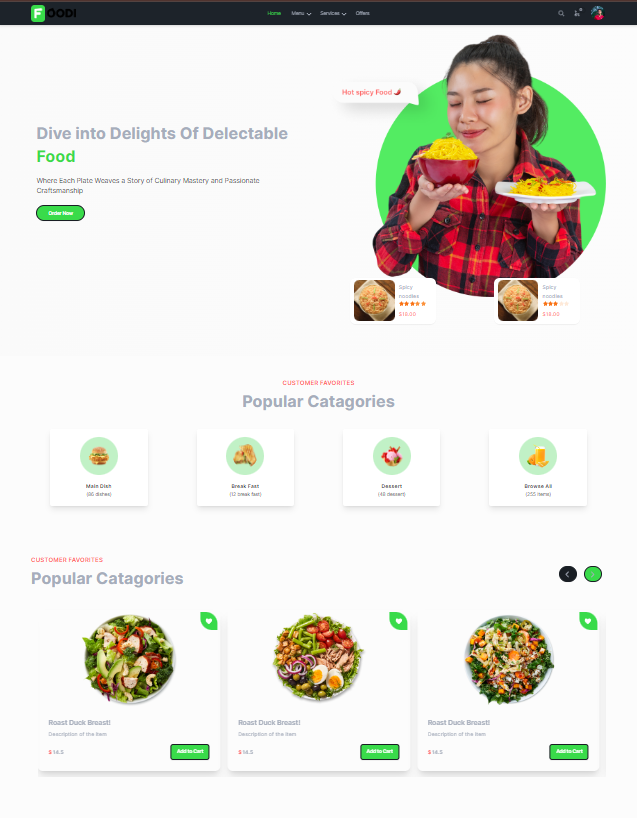 FOODI
Home Menu Services Offers
Hot spicy Food
Dive into Delights Of Delectable
Food
Where Each Plate Weaves a Story of Culinary Mastery and Passionate
Craftsmanship
Order Now
Spicy
noodles
$18.00
Spicy
noodles
$18.00
CUSTOMER FAVORITES
Popular Catagories
Main Dish
(86 dishes)
Break Fast
(12 break fast)
Dessert
(48 dessert)
Browse All
(255 Items)
CUSTOMER FAVORITES
Popular Catagories
Roast Duck Breast!
Description of the item
$14.5
Add to Cart
Roast Duck Breast!
Description of the item
$14.5
Add to Cart
Roast Duck Breast!
Description of the item
$14.5
Add to Cart